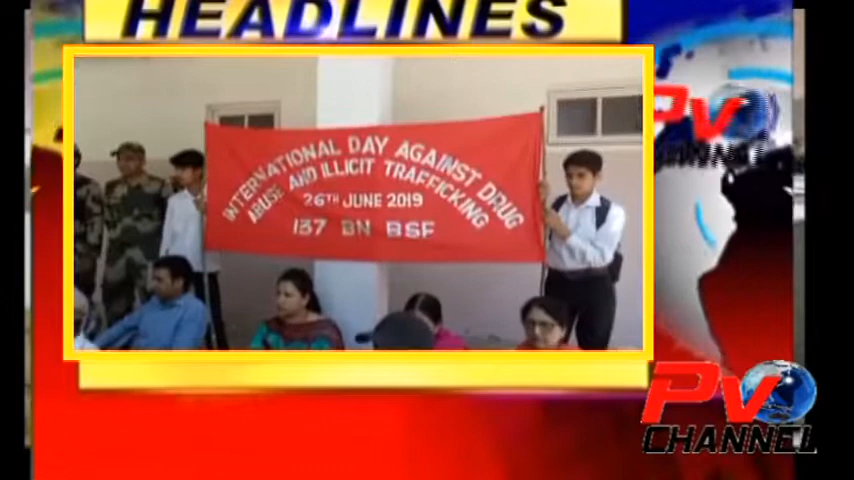 HEADLINES
INTERNATIONAL DAY AGAINST DRUG
ABUSE AND ILLICIT TRAFFICKING
26TH JUNE 2019
137 BN BSF
PV
CHANNEL
PV
CHANNEL